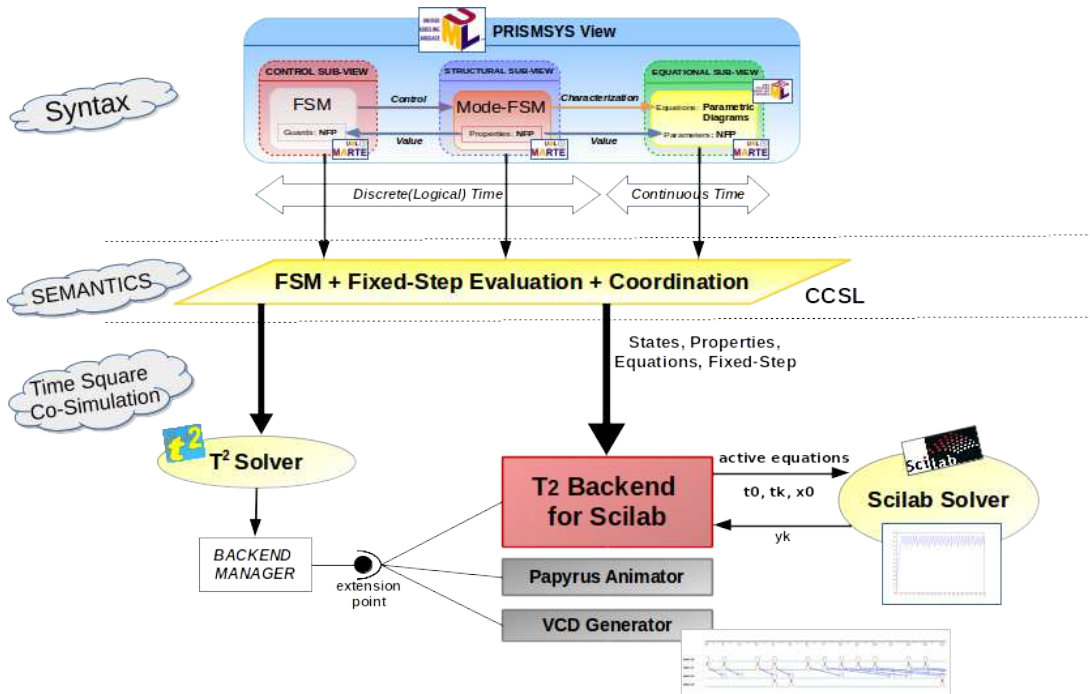 UML
PRISMSYS View
CONTROL SUB-VIEW
STRUCTURAL SUB-VIEW
EQUATIONAL SUB-VIEW
Syntax
FSM
Control
Mode-FSM
Characterization
Equations: Parametric
Diagrams
Guards: NFP
Value
Properties: NFP
Value
Parameters: NFP
MARTE
MARTE
MARTE
Discrete(Logical) Time
Continuous Time
SEMANTICS
FSM + Fixed-Step Evaluation + Coordination
CCSL
States, Properties,
Equations, Fixed-Step
Time Square
Co-Simulation
t2
T2 Solver
active equations
t0, tk, x0
yk
Scilab
Scilab Solver
T2 Backend
for Scilab
BACKEND
MANAGER
extension
point
Papyrus Animator
VCD Generator